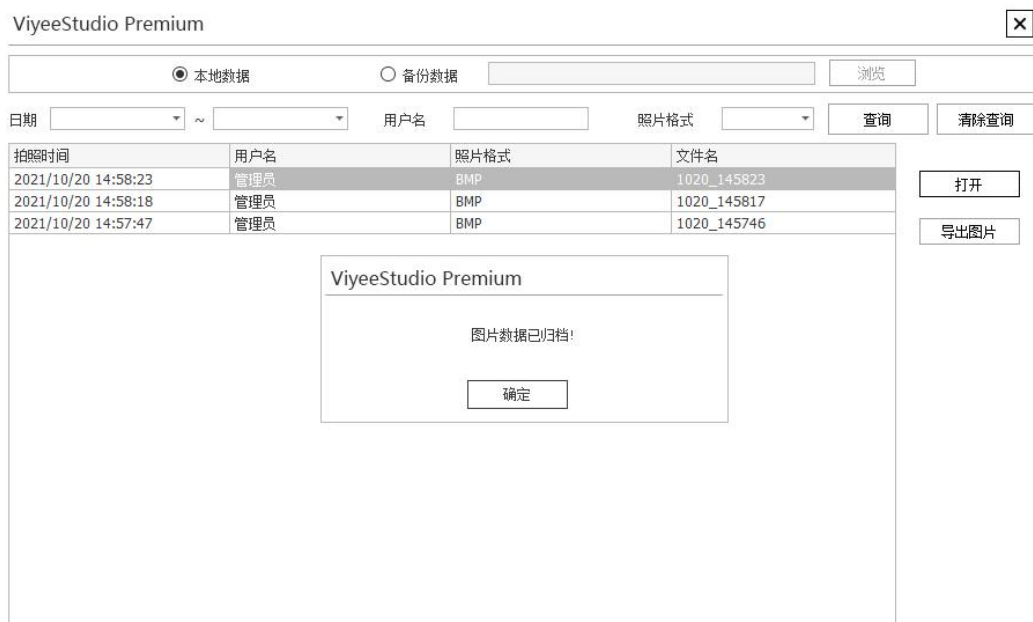 ViyeeStudio Premium
本地数据 备份数据 浏览
日期 ~ 用户名 照片格式 查询 清除查询
拍照时间 用户名 照片格式 文件名
2021/10/20 14:58:23 管理员 BMP 1020_145823
2021/10/20 14:58:18 管理员 BMP 1020_145817
2021/10/20 14:57:47 管理员 BMP 1020_145746
打开
导出图片
ViyeeStudio Premium
图片数据已归档!
确定